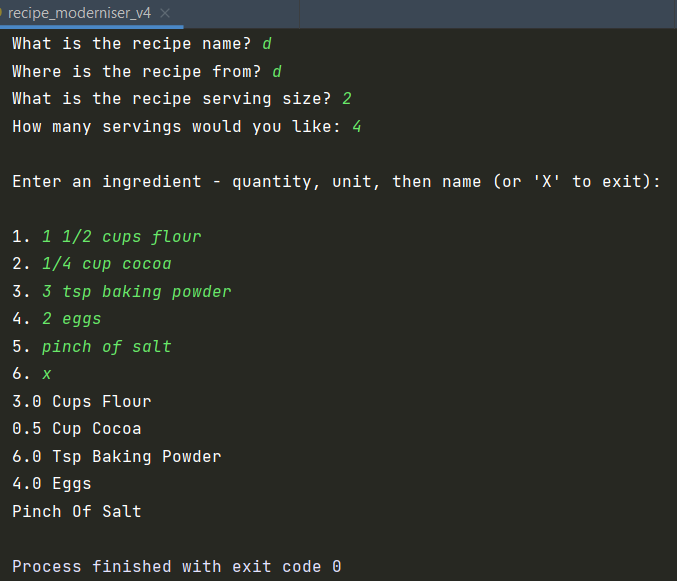 recipe_moderniser_v4
What is the recipe name? d
Where is the recipe from? d
What is the recipe serving size? 2
How many servings would you like: 4
Enter an ingredient - quantity, unit, then name (or 'X' to exit):
1. 1 1/2 cups flour
2. 1/4 cup cocoa
3. 3 tsp baking powder
4. 2 eggs
5. pinch of salt
6. x
3.0 Cups Flour
0.5 Cup Cocoa
6.0 Tsp Baking Powder
4.0 Eggs
Pinch Of Salt
Process finished with exit code 0